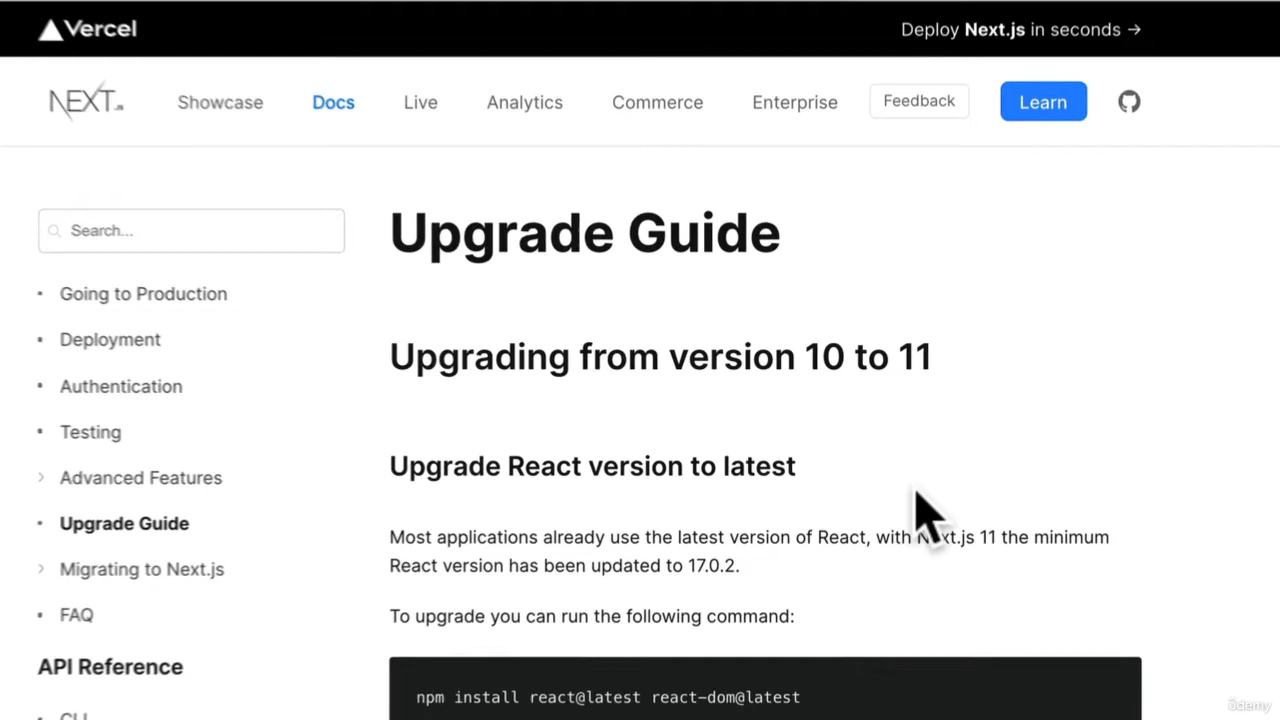 Vercel
Deploy Next.js in seconds →
NEXT.JS
Showcase
Docs
Live
Analytics
Commerce
Enterprise
Feedback
Learn
Search...
Going to Production
Deployment
Authentication
Testing
Advanced Features
Upgrade Guide
Migrating to Next.js
FAQ
API Reference
CLI
Upgrade Guide
Upgrading from version 10 to 11
Upgrade React version to latest
Most applications already use the latest version of React, with Next.js 11 the minimum
React version has been updated to 17.0.2.
To upgrade you can run the following command:
npm install react@latest react-dom@latest
ûdemy